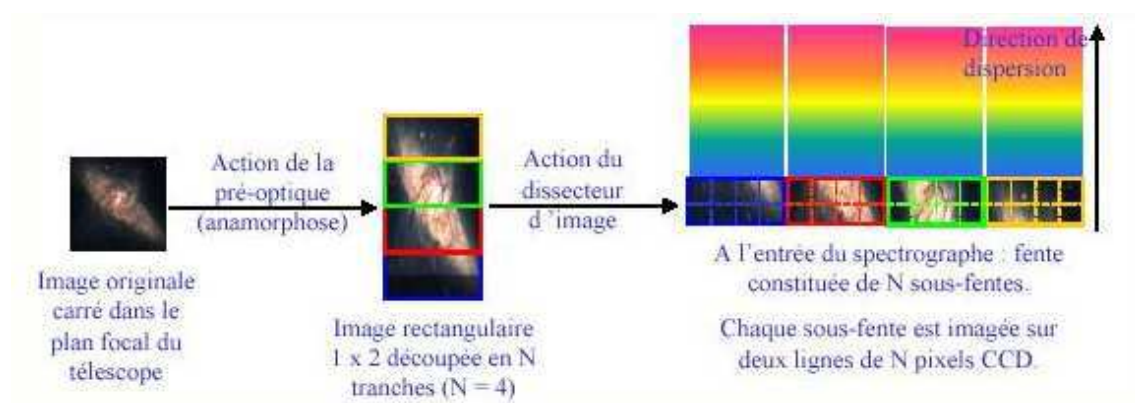 Image originale
carré dans le
plan focal du
télescope
Action de la
pré-optique
(anamorphose)
Image rectangulaire
1 x 2 découpée en N
tranches (N = 4)
Action du
dissecteur
d ’image
Direction de
dispersion
A l’entrée du spectrographe : fente
constituée de N sous-fentes.
Chaque sous-fente est imagée sur
deux lignes de N pixels CCD.